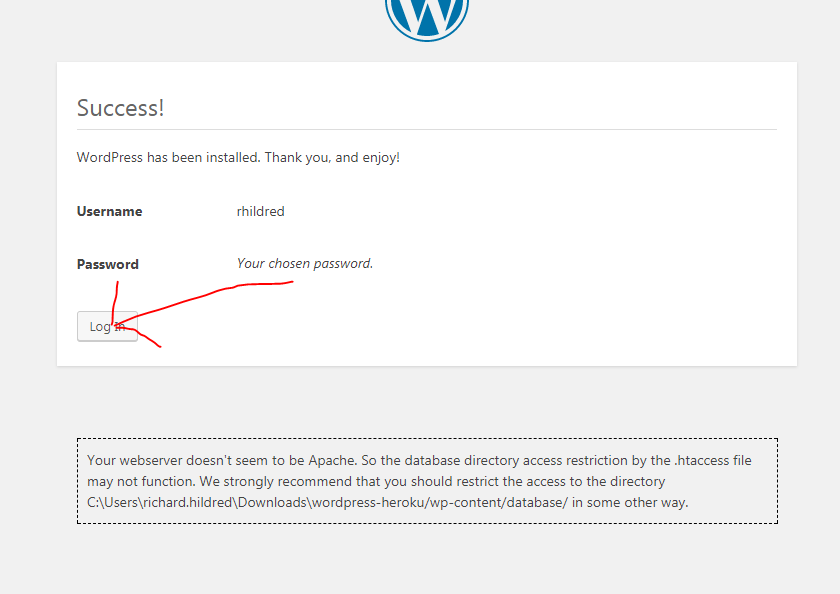 Success!
WordPress has been installed. Thank you, and enjoy!
Username rhildred
Password Your chosen password.
Log in
Your webserver doesn't seem to be Apache. So the database directory access restriction by the .htaccess file
may not function. We strongly recommend that you should restrict the access to the directory
C:\Users\richard.hildred\Downloads\wordpress-heroku/wp-content/database/ in some other way.